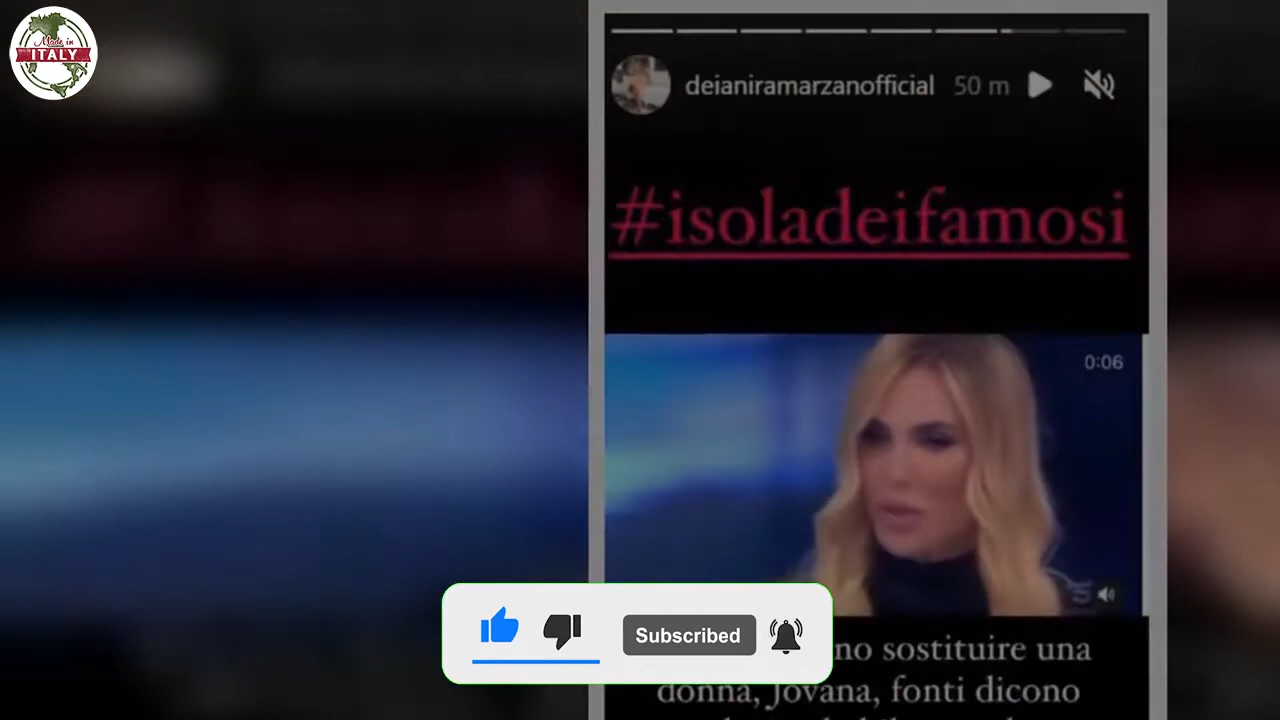 Made in
ITALY
deianiramarzanofficial 50 m
#isoladeifamosi
0:06
Subscribed
no sostituire una
donna, Jovana, fonti dicono